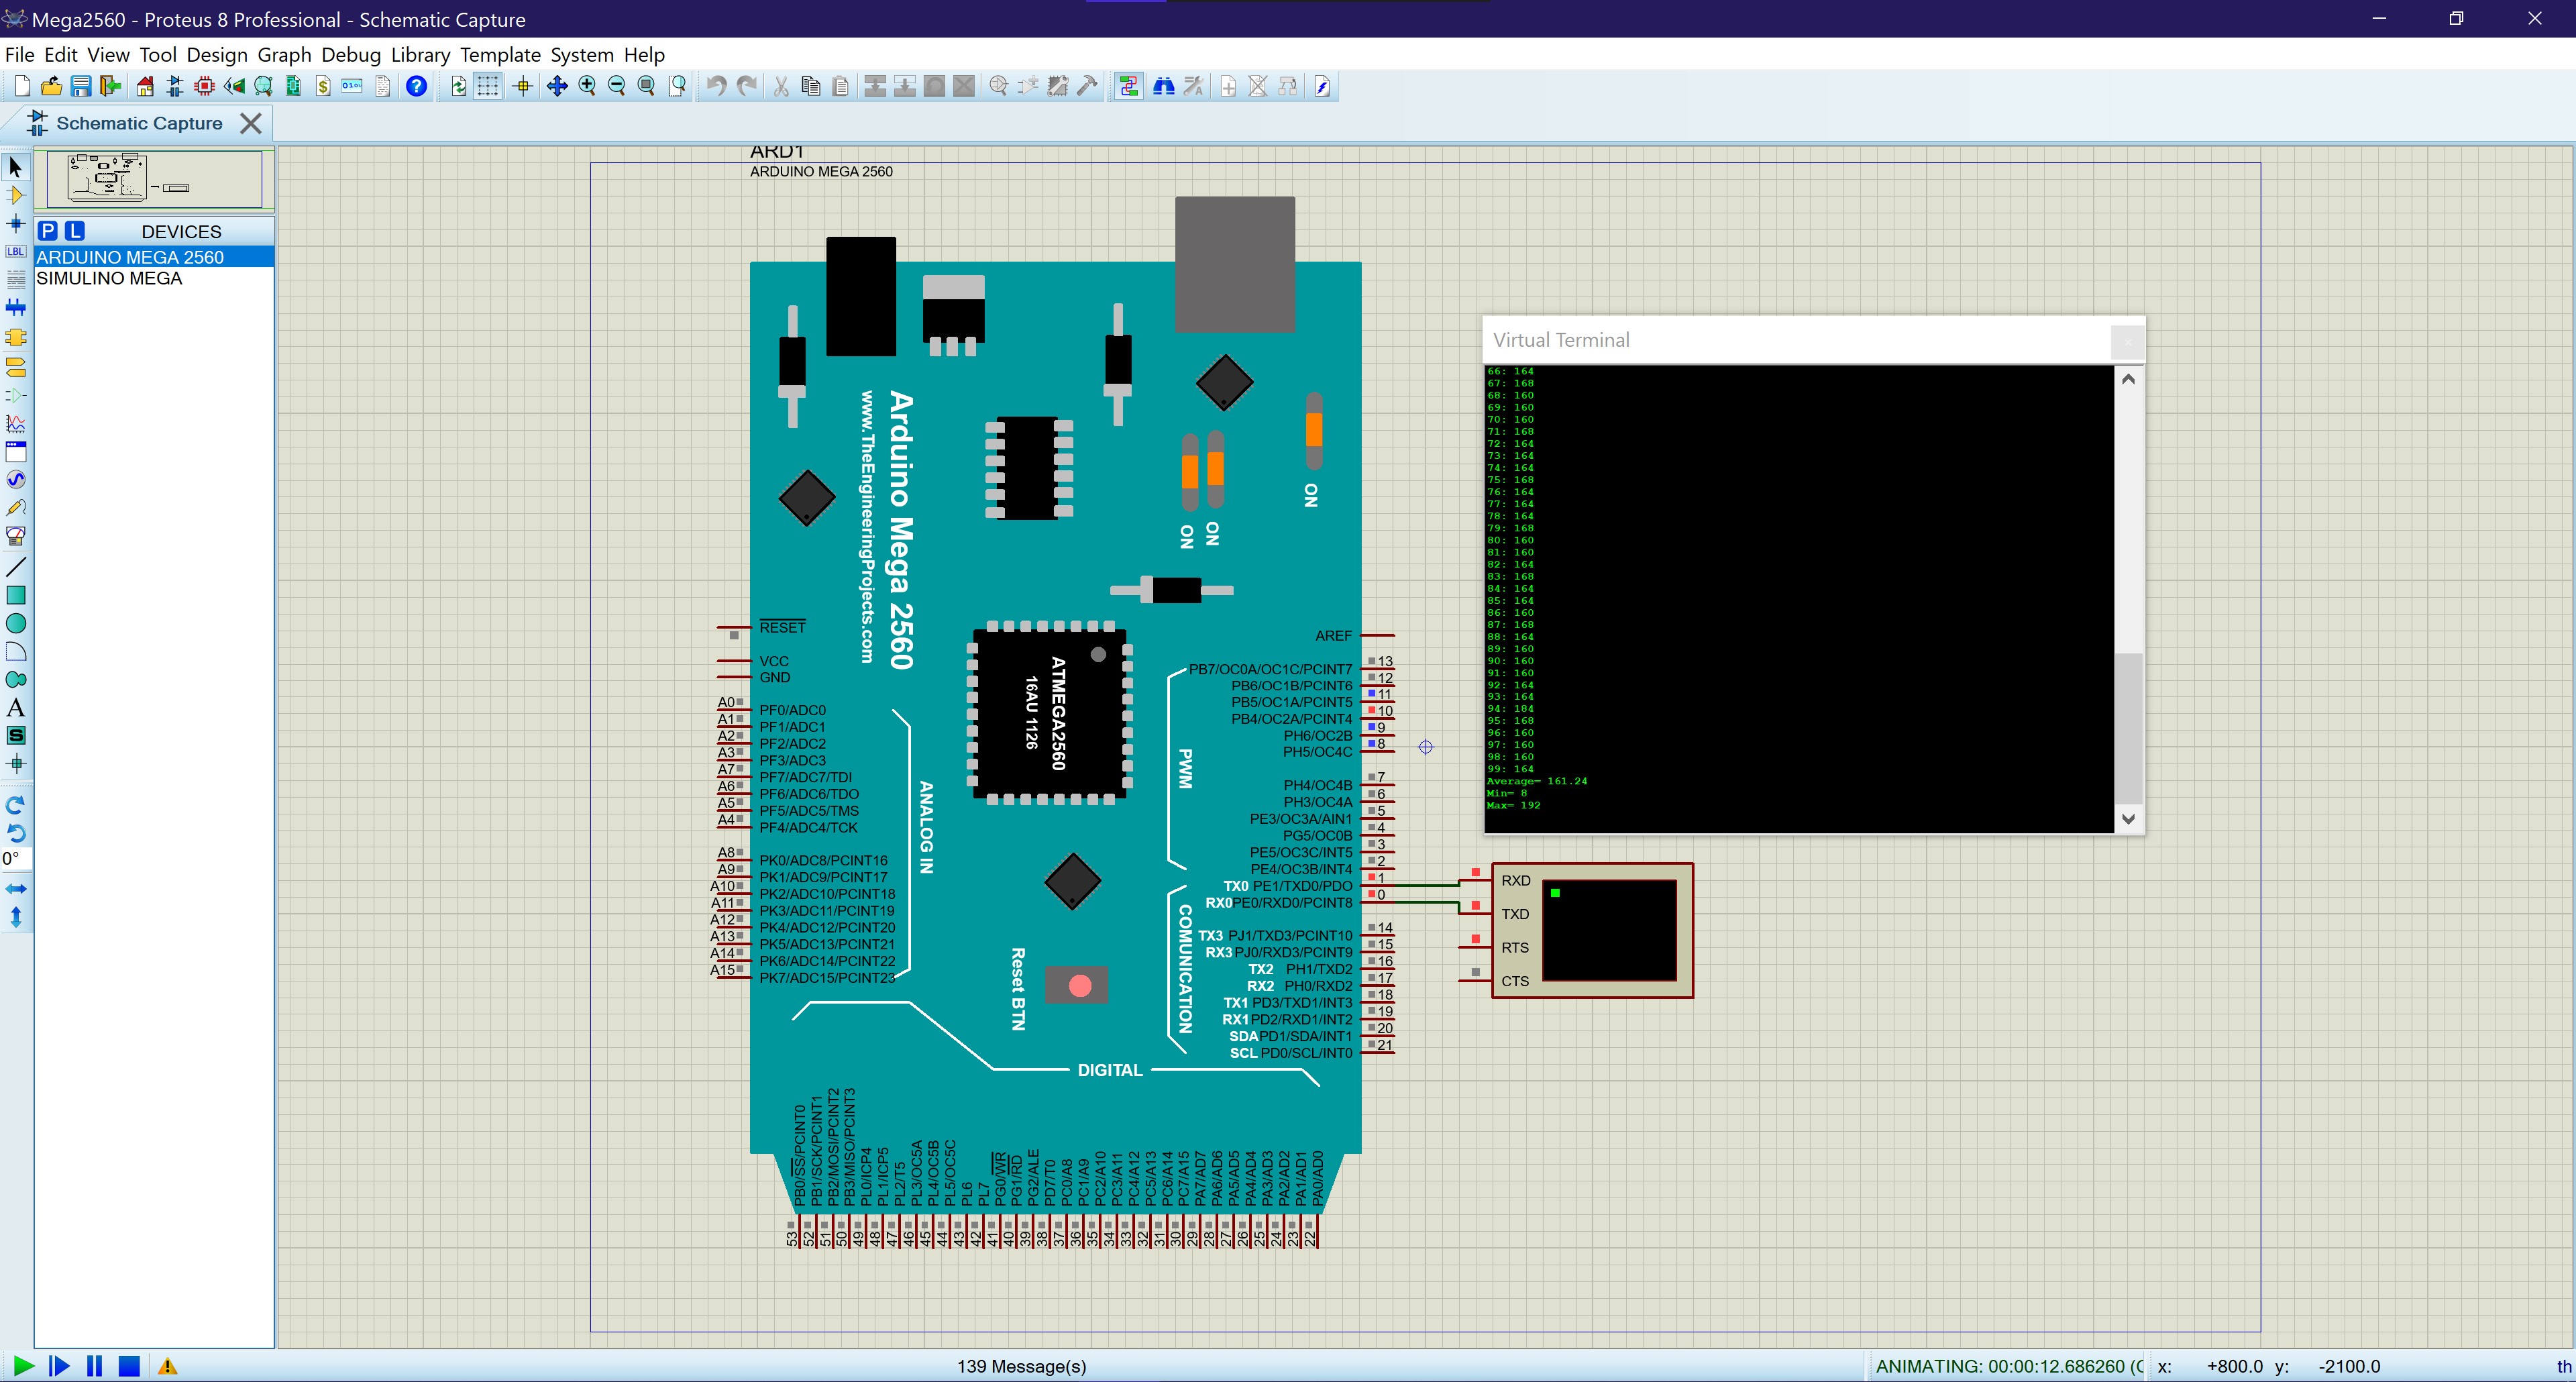 Mega2560 - Proteus 8 Professional - Schematic Capture
File Edit View Tool Design Graph Debug Library Template System Help
Schematic Capture
P L DEVICES
ARDUINO MEGA 2560
SIMULINO MEGA
LBL
A
S
0°
ARD1
ARDUINO MEGA 2560
Arduino Mega 2560
www.TheEngineeringProjects.com
ON
ON
ON
ATMEGA2560
16AU 1126
RESET
VCC
GND
A0 PF0/ADC0
A1 PF1/ADC1
A2 PF2/ADC2
A3 PF3/ADC3
A7 PF7/ADC7/TDI
A6 PF6/ADC6/TDO
A5 PF5/ADC5/TMS
A4 PF4/ADC4/TCK
A8 PK0/ADC8/PCINT16
A9 PK1/ADC9/PCINT17
A10 PK2/ADC10/PCINT18
A11 PK3/ADC11/PCINT19
A12 PK4/ADC12/PCINT20
A13 PK5/ADC13/PCINT21
A14 PK6/ADC14/PCINT22
A15 PK7/ADC15/PCINT23
ANALOG IN
AREF
PB7/OC0A/OC1C/PCINT7 13
PB6/OC1B/PCINT6 12
PB5/OC1A/PCINT5 11
PB4/OC2A/PCINT4 10
PH6/OC2B 9
PH5/OC4C 8
PH4/OC4B 7
PH3/OC4A 6
PE3/OC3A/AIN1 5
PG5/OC0B 4
PE5/OC3C/INT5 3
PE4/OC3B/INT4 2
TX0 PE1/TXD0/PDO 1
RX0PE0/RXD0/PCINT8 0
TX3 PJ1/TXD3/PCINT10 14
RX3 PJ0/RXD3/PCINT9 15
TX2 PH1/TXD2 16
RX2 PH0/RXD2 17
TX1 PD3/TXD1/INT3 18
RX1 PD2/RXD1/INT2 19
SDA PD1/SDA/INT1 20
SCL PD0/SCL/INT0 21
PWM
COMUNICATION
Reset BTN
DIGITAL
PB0/SS/PCINT0 53
PB1/SCK/PCINT1 52
PB2/MOSI/PCINT2 51
PB3/MISO/PCINT3 50
PL0/ICP4 49
PL1/ICP5 48
PL2/T5 47
PL3/OC5A 46
PL4/OC5B 45
PL5/OC5C 44
PL6 43
PL7 42
PG0/WR 41
PG1/RD 40
PG2/ALE 39
PD7/T0 38
PC0/A8 37
PC1/A9 36
PC2/A10 35
PC3/A11 34
PC4/A12 33
PC5/A13 32
PC6/A14 31
PC7/A15 30
PA7/AD7 29
PA6/AD6 28
PA5/AD5 27
PA4/AD4 26
PA3/AD3 25
PA2/AD2 24
PA1/AD1 23
PA0/AD0 22
Virtual Terminal
66: 164
67: 168
68: 160
69: 160
70: 160
71: 168
72: 164
73: 164
74: 164
75: 168
76: 164
77: 164
78: 164
79: 168
80: 160
81: 160
82: 164
83: 168
84: 164
85: 164
86: 160
87: 168
88: 164
89: 160
90: 160
91: 160
92: 164
93: 164
94: 184
95: 168
96: 160
97: 160
98: 160
99: 164
Average= 161.24
Min= 8
Max= 192
RXD
TXD
RTS
CTS
139 Message(s)
ANIMATING: 00:00:12.686260 (C
x: +800.0 y: -2100.0
th